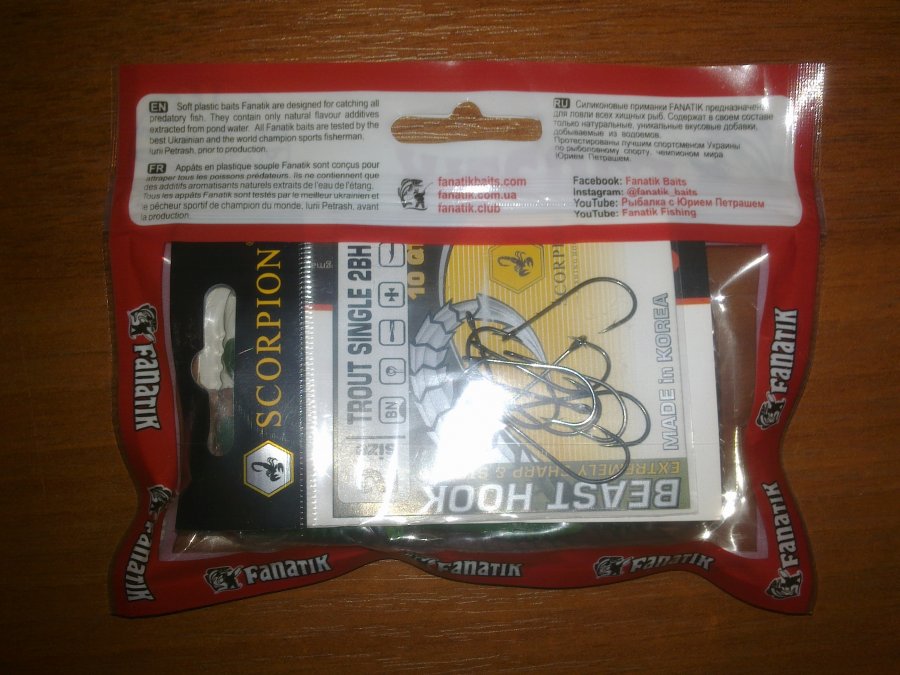 EN Soft plastic baits Fanatik are designed for catching all
predatory fish. They contain only natural flavour additives
extracted from pond water. All Fanatik baits are tested by the
best Ukrainian and the world champion sports fisherman,
Iurii Petrash, prior to production.
FR Appâts en plastique souple Fanatik sont conçus pour
attraper tous les poissons prédateurs. Ils ne contiennent que
des additifs aromatisants naturels extraits de l'eau de l'étang.
Tous les appâts Fanatik sont testés par le meilleur ukrainien et
le pêcheur sportif de champion du monde, Iurii Petrash, avant
la production.
RU Силиконовые приманки FANATIK
для ловли всех хищных рыб. Содержат в своем составе
только натуральные, уникальные вкусовые добавки,
добываемые из водоемов.
Протестированы лучшим спортсменом Украины
по рыболовному спорту, чемпионом мира
Юрием Петрашем.
fanatikbaits.com
fanatik.com.ua
fanatik.club
Facebook: Fanatik Baits
Instagram: @fanatik_baits
YouTube: Рыбалка с Юрием Петрашем
YouTube: Fanatik Fishing
SCORPION
TROUT SINGLE 2BH
BN
size
10
MADE in KOREA
BEAST HOOK
EXTREMELY SHARP &
FANATIK
FANATIK
FANATIK
FANATIK
FANATIK
FANATIK
FANATIK